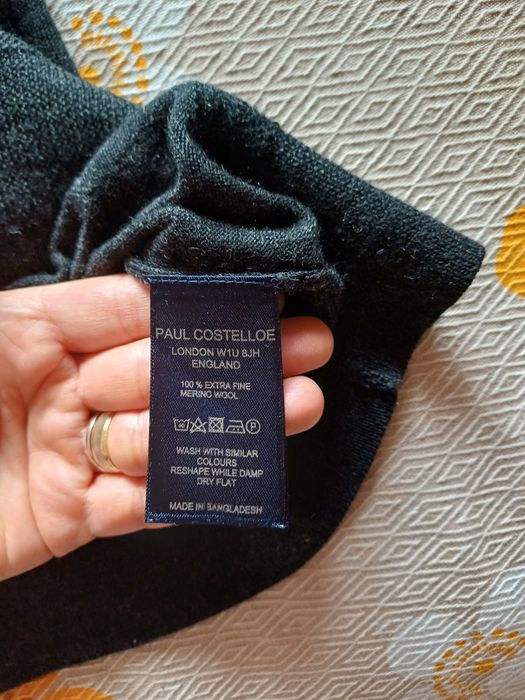 PAUL COSTELLOE
LONDON W1U 8JH
ENGLAND
100 % EXTRA FINE
MERINO WOOL
P
WASH WITH SIMILAR
COLOURS
RESHAPE WHILE DAMP
DRY FLAT
MADE IN BANGLADESH